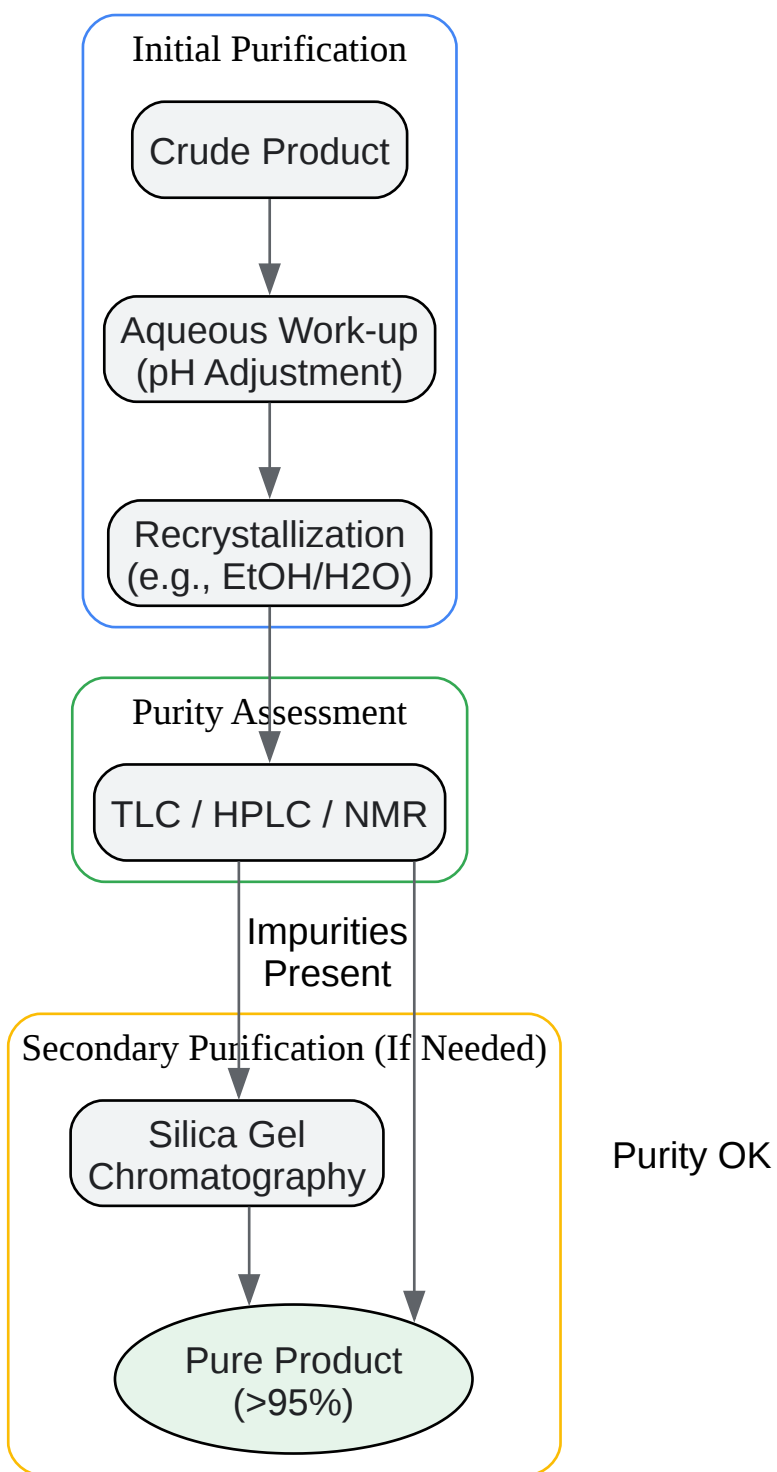 Initial Purification
Crude Product
Aqueous Work-up
(pH Adjustment)
Recrystallization
(e.g., EtOH/H2O)
Purity Assessment
TLC / HPLC / NMR
Impurities
Present
Secondary Purification (If Needed)
Silica Gel
Chromatography
Purity OK
Pure Product
(>95%)